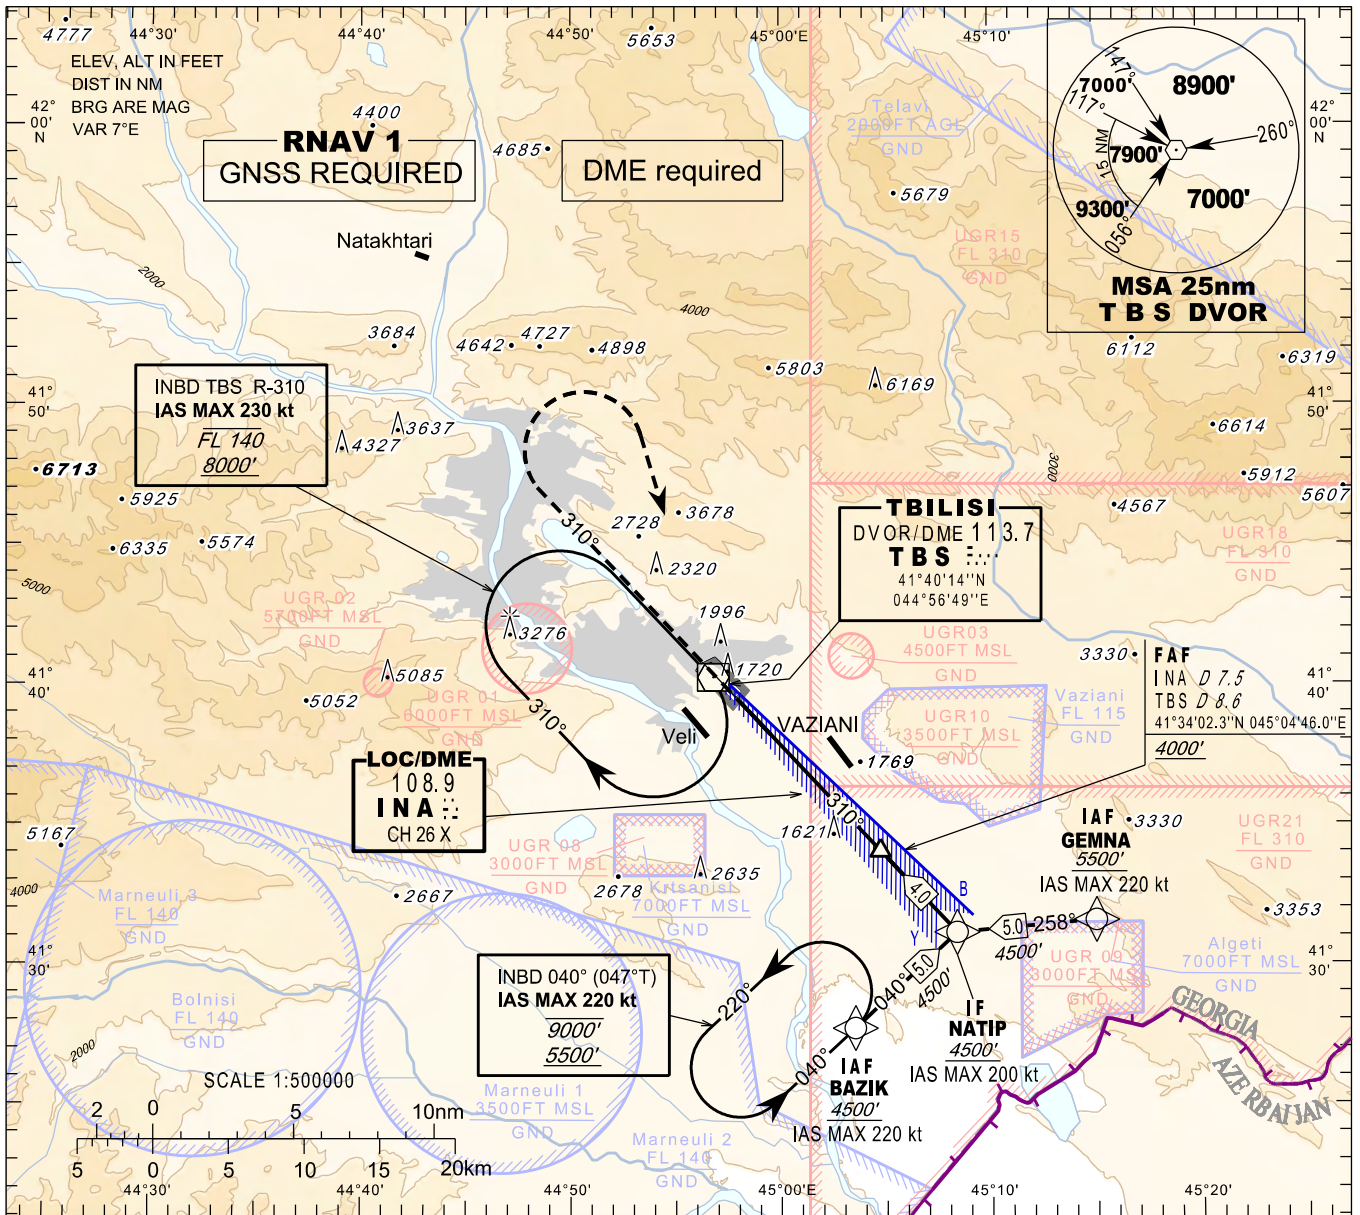 4777
44°30'
44°40'
44°50'
5653
45°00'E
45°10'
ELEV, ALT IN FEET
DIST IN NM
BRG ARE MAG
VAR 7°E
42°
00'
N
4400
4685
RNAV 1
GNSS REQUIRED
DME required
Telavi
2000FT AGL
GND
5679
147°
7000'
117°
8900'
260°
15 NM
7900'
9300'
7000'
056°
MSA 25nm
TBS DVOR
42°
00'
N
Natakhtari
2000
UGR15
FL 310
GND
4000
3684
4642
4727
4898
5803
6169
6112
6319
INBD TBS R-310
IAS MAX 230 kt
FL 140
8000'
41°
50'
41°
50'
3637
4327
6614
6713
5925
6335
5574
5000
3000
5912
5607
4567
310°
3678
2728
2320
TBILISI
DVOR/DME 113.7
TBS
41°40'14''N
044°56'49''E
UGR18
FL 310
GND
UGR 02
5700FT MSL
GND
3276
1996
1720
UGR03
4500FT MSL
GND
3330
FAF
INA D 7.5
TBS D 8.6
41°34'02.3''N 045°04'46.0''E
4000'
41°
40'
41°
40'
5085
5052
UGR 01
6000FT MSL
GND
310°
Veli
VAZIANI
1769
UGR10
3500FT MSL
GND
Vaziani
FL 115
GND
LOC/DME
108.9
INA
CH 26 X
310°
1621
IAF
GEMNA
5500'
IAS MAX 220 kt
3330
UGR21
FL 310
GND
5167
4000
UGR 08
3000FT MSL
GND
2678
2635
Krtsanisi
7000FT MSL
GND
2667
Marneuli 3
FL 140
GND
4.0
B
Y
5.0
258°
4500'
3353
41°
30'
41°
30'
UGR 09
3000FT MSL
GND
Algeti
7000FT MSL
GND
INBD 040° (047°T)
IAS MAX 220 kt
9000'
5500'
220°
040°
040°
5.0
4500'
IF
NATIP
4500'
IAS MAX 200 kt
IAF
BAZIK
4500'
IAS MAX 220 kt
GEORGIA
AZERBAIJAN
Bolnisi
FL 140
GND
2000
SCALE 1:500000
Marneuli 1
3500FT MSL
GND
Marneuli 2
FL 140
GND
2
0
5
10nm
5
0
5
10
15
20km
44°30'
44°40'
44°50'
45°00'E
45°10'
45°20'